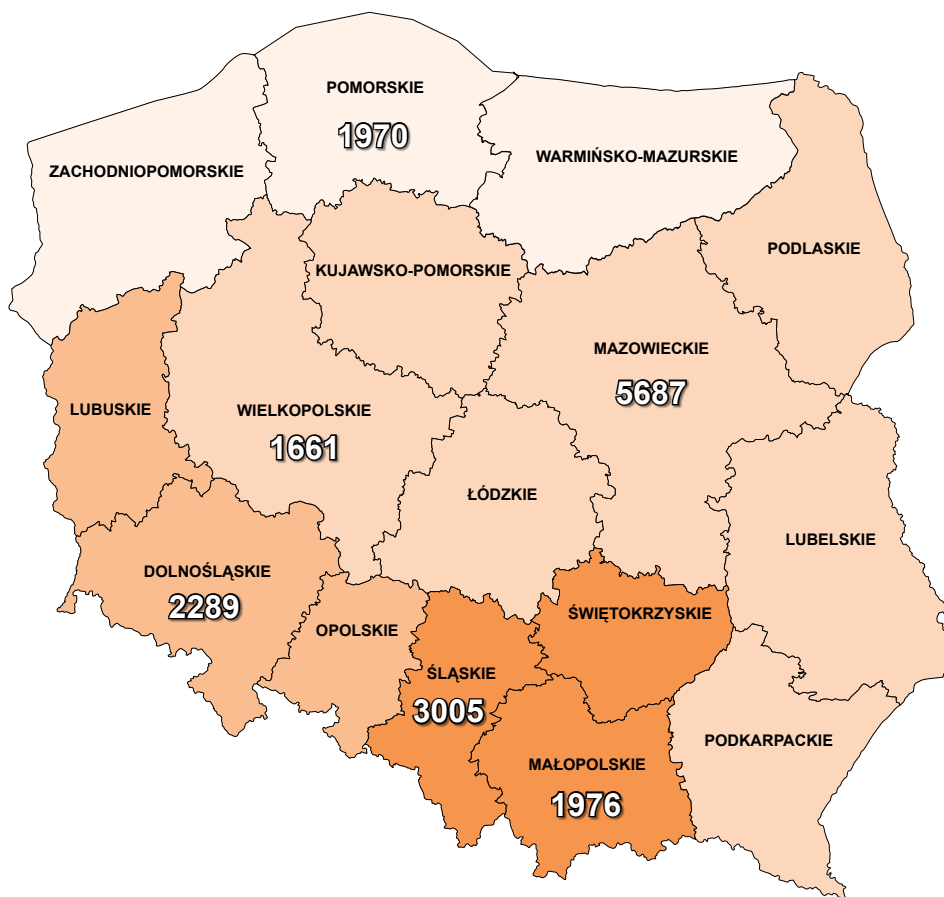 POMORSKIE
1970
ZACHODNIOPOMORSKIE
WARMIŃSKO-MAZURSKIE
PODLASKIE
KUJAWSKO-POMORSKIE
MAZOWIECKIE
5687
LUBUSKIE
WIELKOPOLSKIE
1661
ŁÓDZKIE
LUBELSKIE
DOLNOŚLĄSKIE
2289
OPOLSKIE
ŚWIĘTOKRZYSKIE
ŚLĄSKIE
3005
PODKARPACKIE
MAŁOPOLSKIE
1976